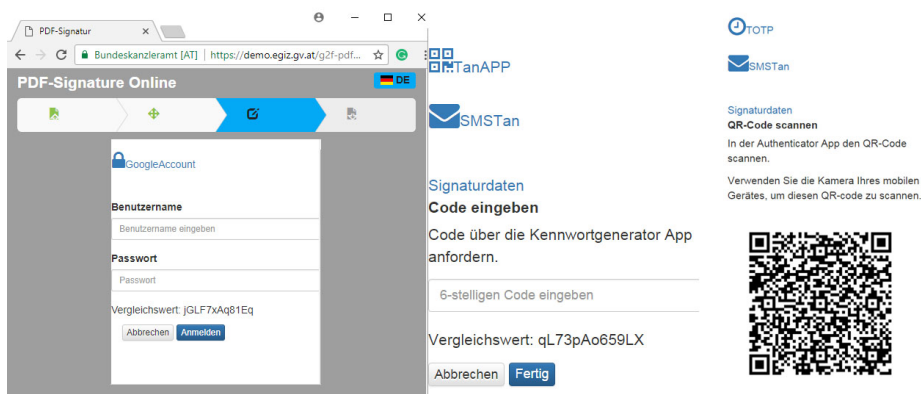 PDF-Signatur
Bundeskanzleramt [AT] | https://demo.egiz.gv.at/g2f-pdf...
PDF-Signature Online
DE
GoogleAccount
Benutzername
Benutzername eingeben
Passwort
Passwort
Vergleichswert: jGLF7xAq81Eq
Abbrechen Anmelden
TanAPP
SMSTan
Signaturdaten
Code eingeben
Code über die Kennwortgenerator App
anfordern.
6-stelligen Code eingeben
Vergleichswert: qL73pAo659LX
Abbrechen Fertig
TOTP
SMSTan
Signaturdaten
QR-Code scannen
In der Authenticator App den QR-Code
scannen.
Verwenden Sie die Kamera Ihres mobilen
Gerätes, um diesen QR-code zu scannen.